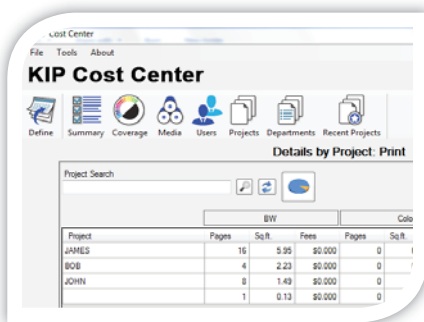 Cost Center
File Tools About
KIP Cost Center
Define Summary Coverage Media Users Projects Departments Recent Projects
Details by Project: Print
Project Search
BW Colo
Project Pages Sq.ft. Fees Pages Sq.ft.
JAMES 16 5.95 $0.000 0
BOB 4 2.23 $0.000 0
JOHN 8 1.49 $0.000 0
1 0.13 $0.000 0